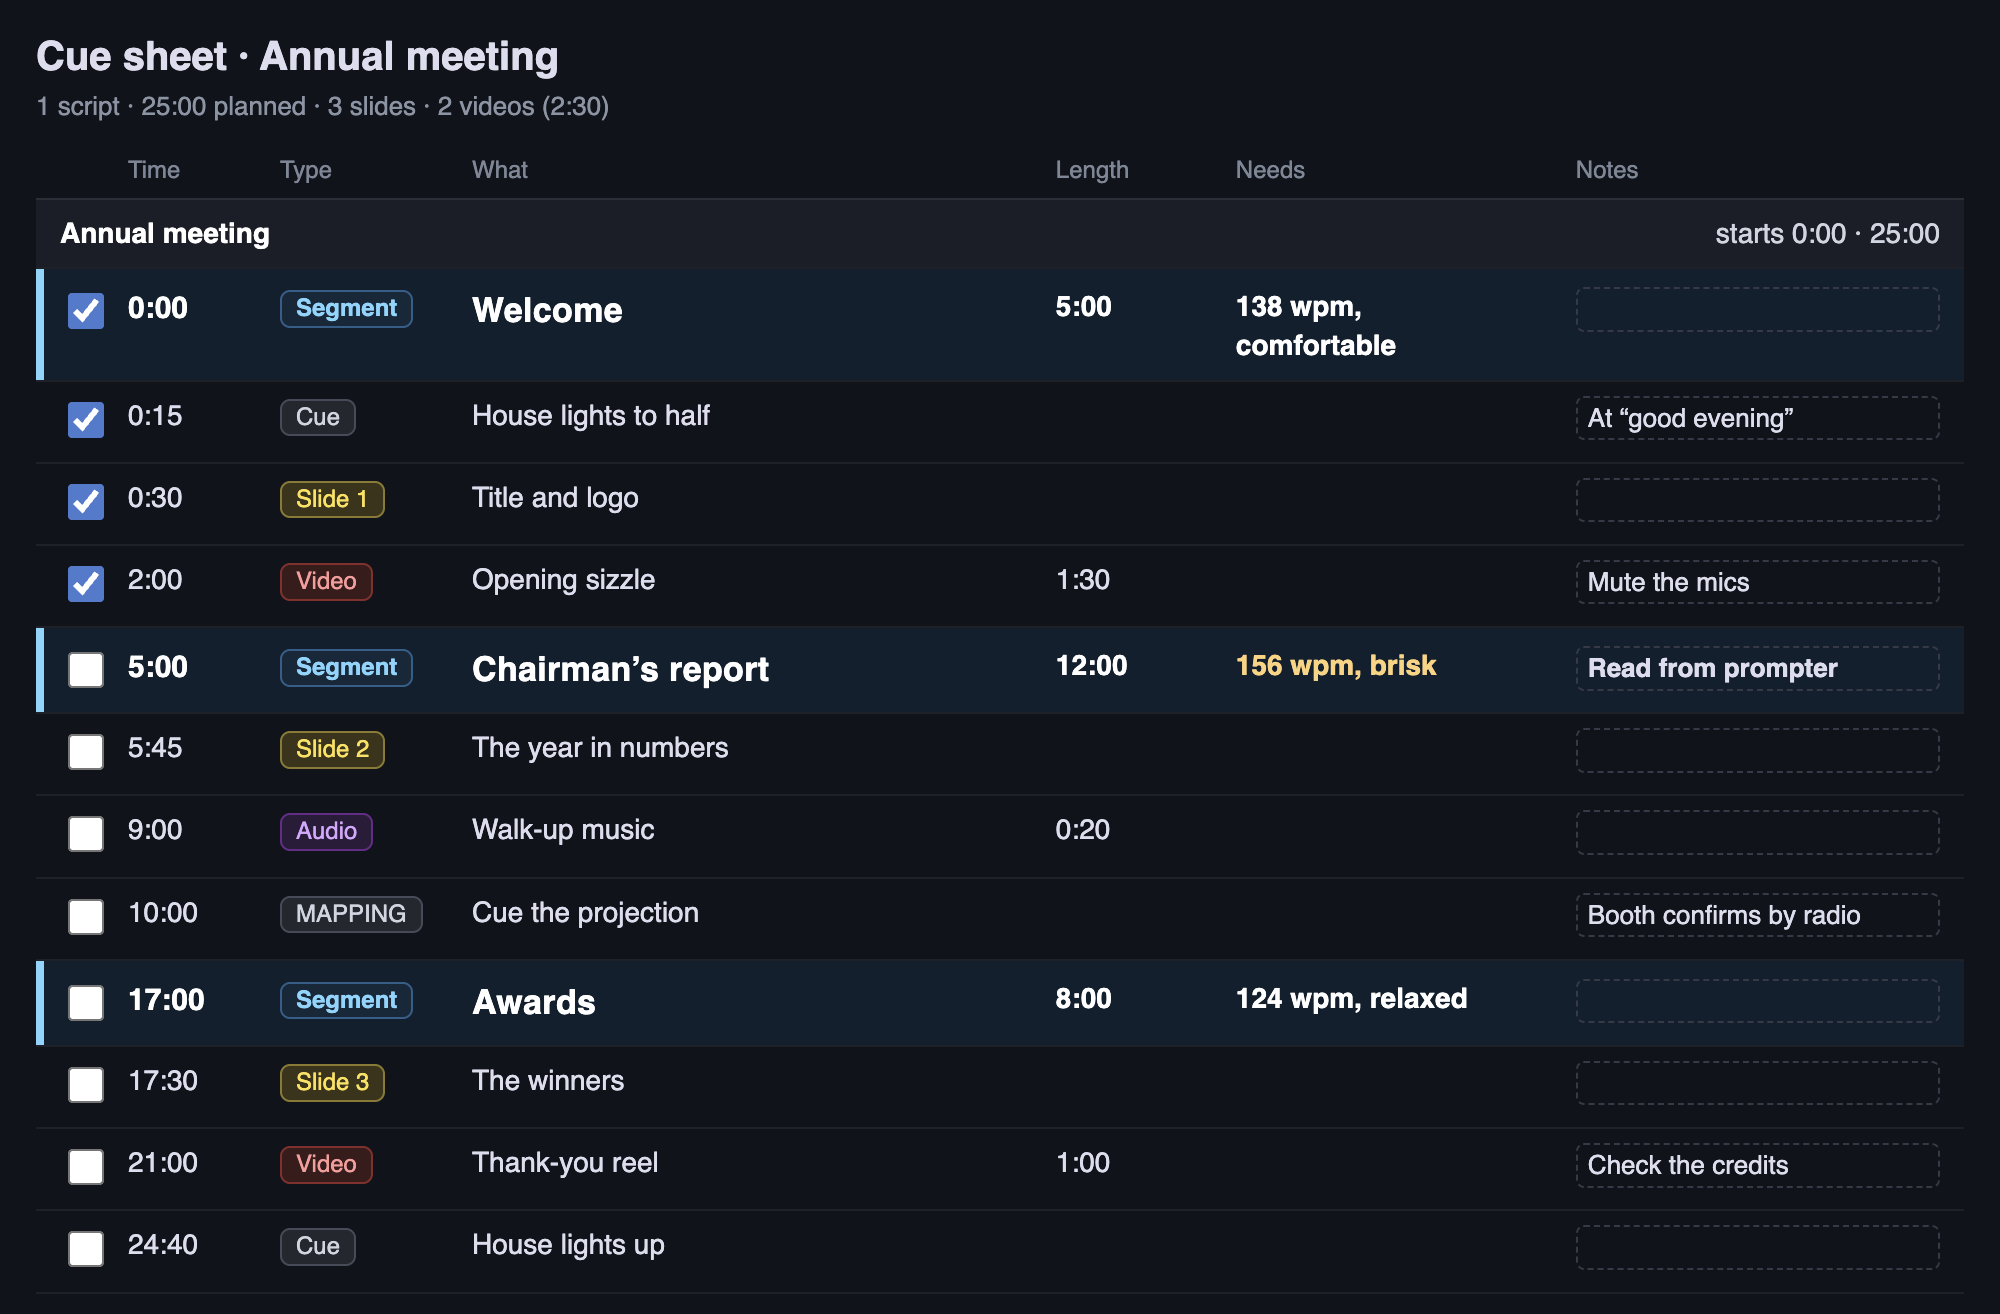 Cue sheet · Annual meeting
1 script · 25:00 planned · 3 slides · 2 videos (2:30)
Time Type What Length Needs Notes
Annual meeting starts 0:00 · 25:00
0:00 Segment Welcome 5:00 138 wpm,
comfortable
0:15 Cue House lights to half At “good evening”
0:30 Slide 1 Title and logo
2:00 Video Opening sizzle 1:30 Mute the mics
5:00 Segment Chairman’s report 12:00 156 wpm, brisk Read from prompter
5:45 Slide 2 The year in numbers
9:00 Audio Walk-up music 0:20
10:00 MAPPING Cue the projection Booth confirms by radio
17:00 Segment Awards 8:00 124 wpm, relaxed
17:30 Slide 3 The winners
21:00 Video Thank-you reel 1:00 Check the credits
24:40 Cue House lights up